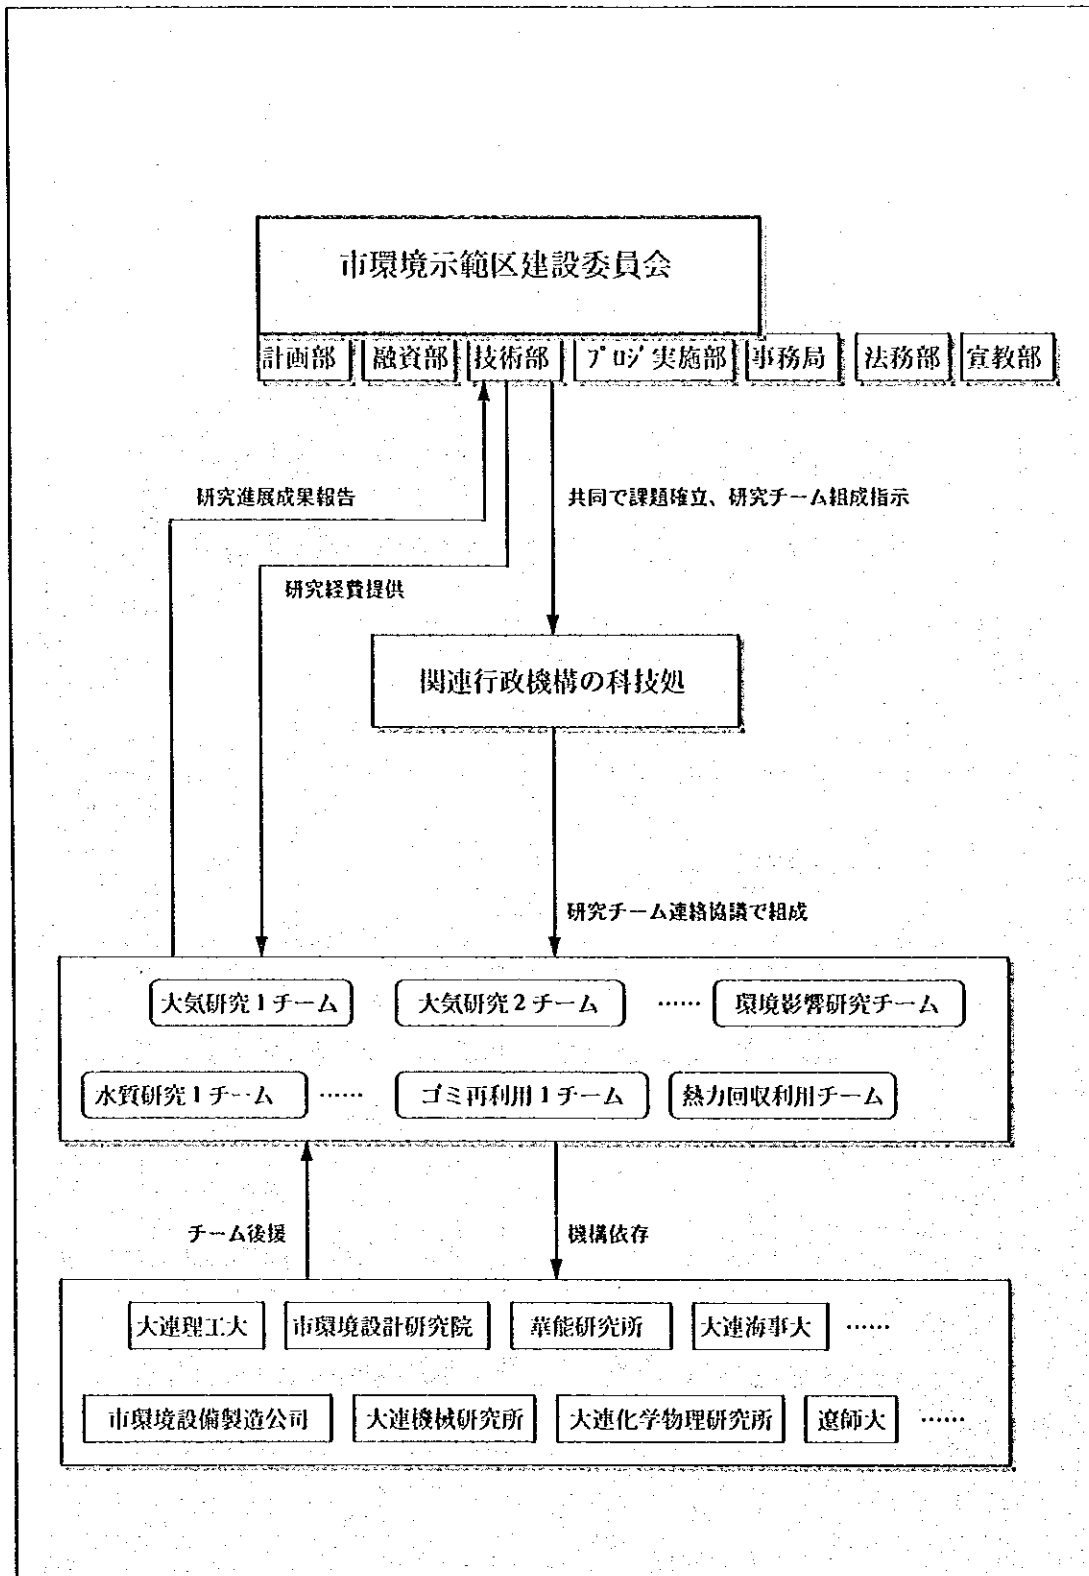 市環境示範区建設委員会
計画部 融資部 技術部 プロジ実施部 事務局 法務部 宣教部
研究進展成果報告
共同で課題確立、研究チーム組成指示
研究経費提供
関連行政機構の科技処
研究チーム連絡協議で組成
大気研究1チーム 大気研究2チーム …… 環境影響研究チーム
水質研究1チーム …… ゴミ再利用1チーム 熱力回収利用チーム
チーム後援
機構依存
大連理工大 市環境設計研究院 華能研究所 大連海事大 ……
市環境設備製造公司 大連機械研究所 大連化学物理研究所 遼師大 ……